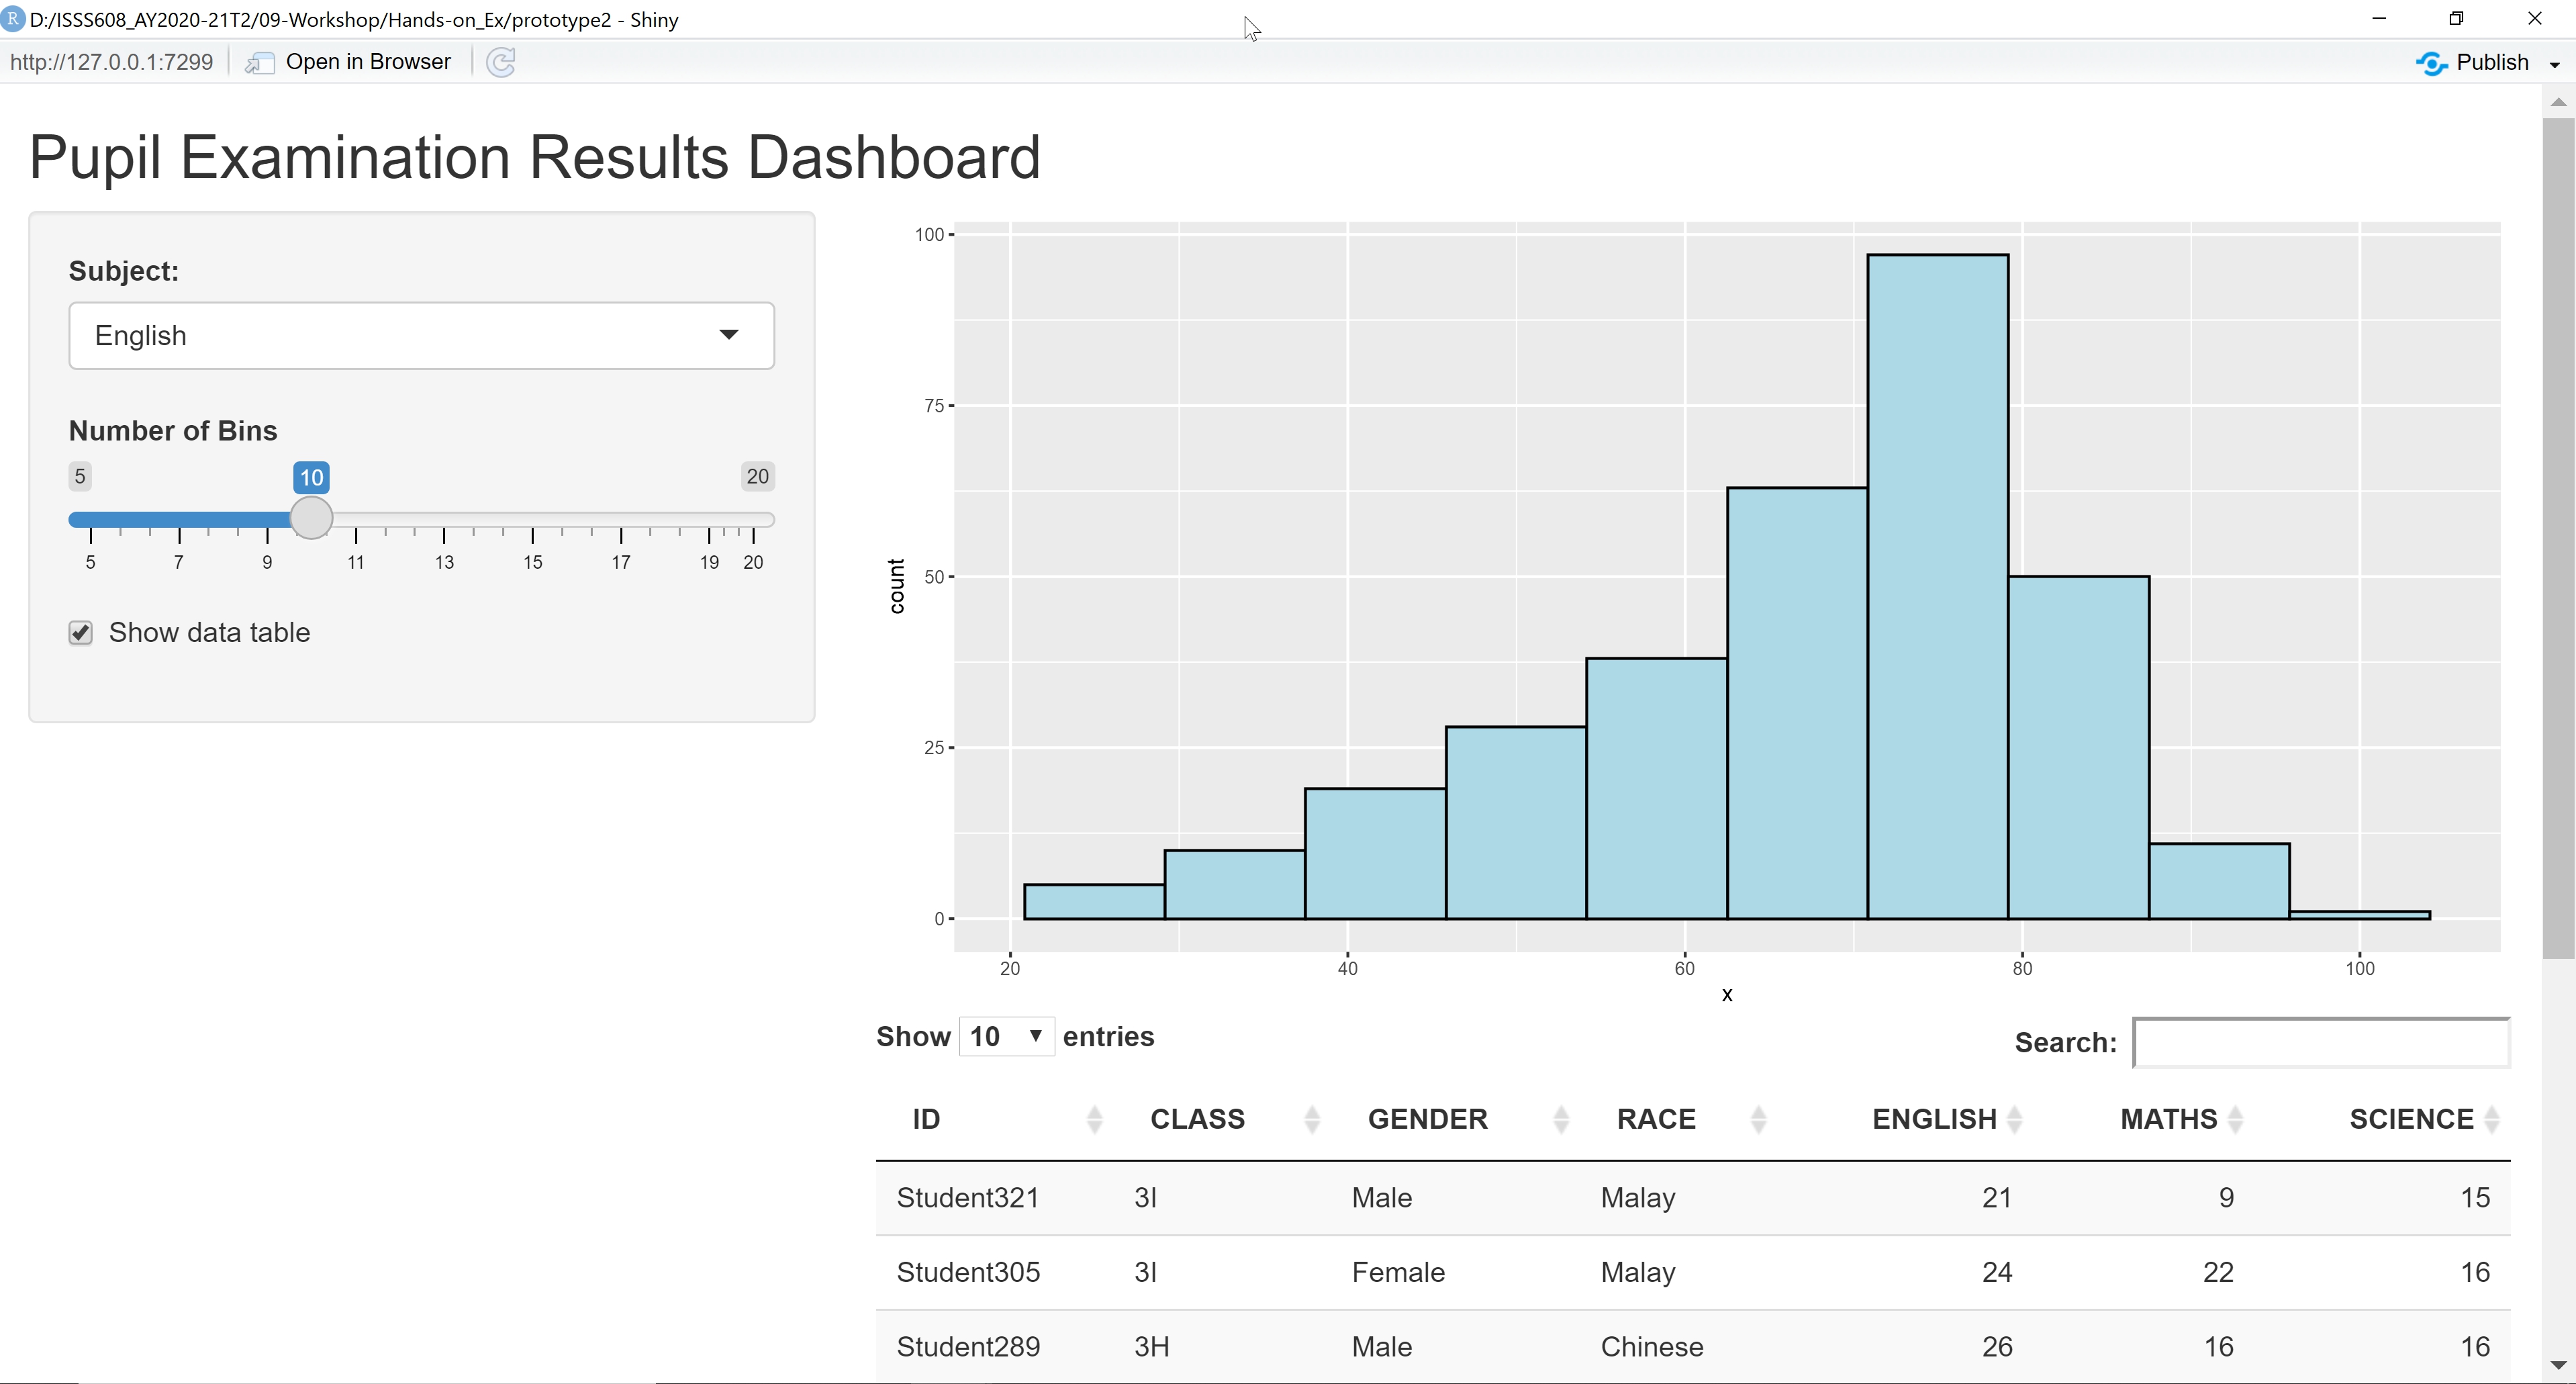 D:/ISSS608_AY2020-21T2/09-Workshop/Hands-on_Ex/prototype2 - Shiny
http://127.0.0.1:7299 Open in Browser Publish
Pupil Examination Results Dashboard
Subject:
English
Number of Bins
5 10 20
5 7 9 11 13 15 17 19 20
Show data table
100
75
50
25
0
count
20 40 60 80 100
x
Show 10 entries Search:
ID CLASS GENDER RACE ENGLISH MATHS SCIENCE
Student321 3I Male Malay 21 9 15
Student305 3I Female Malay 24 22 16
Student289 3H Male Chinese 26 16 16